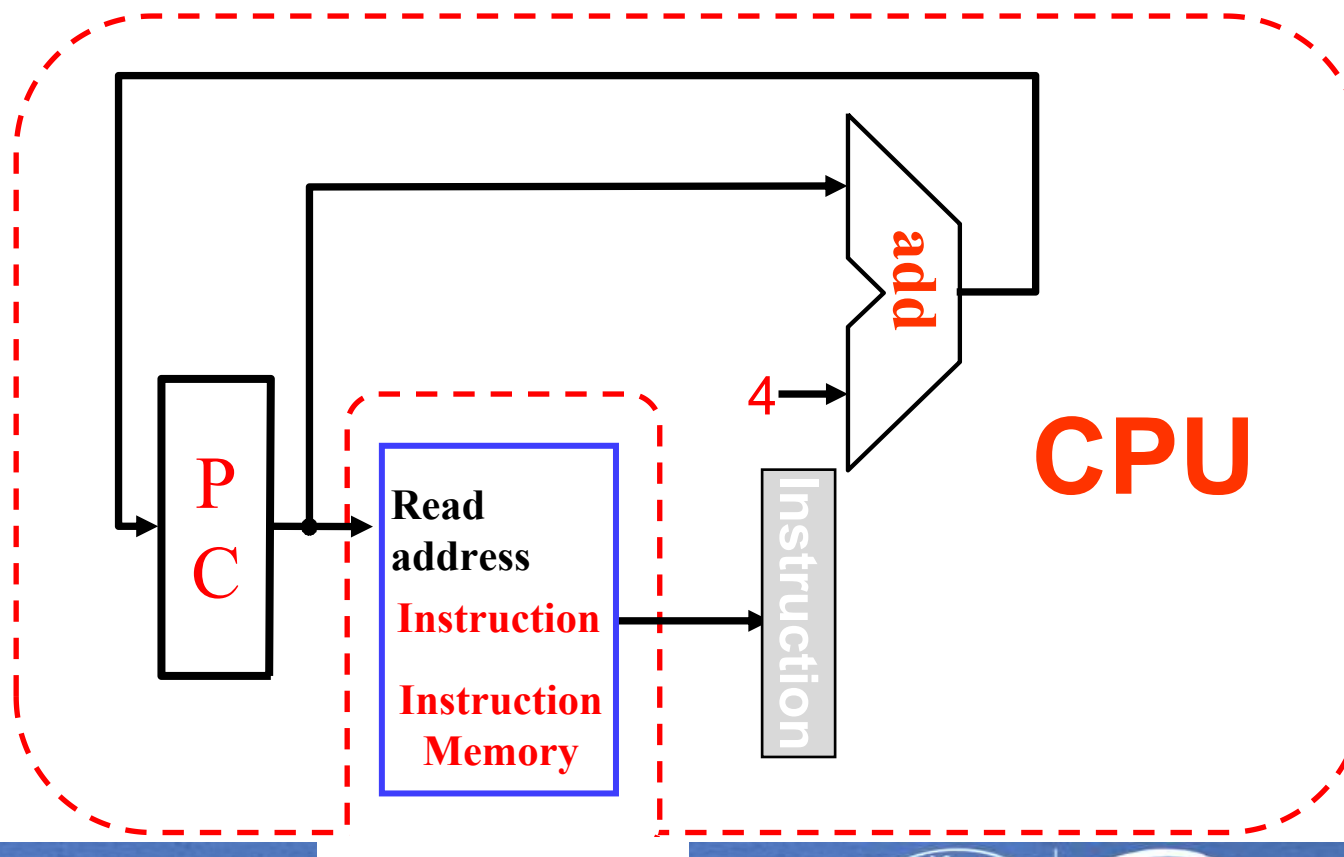 add
4
CPU
P
C
Read
address
Instruction
Instruction
Memory
Instruction